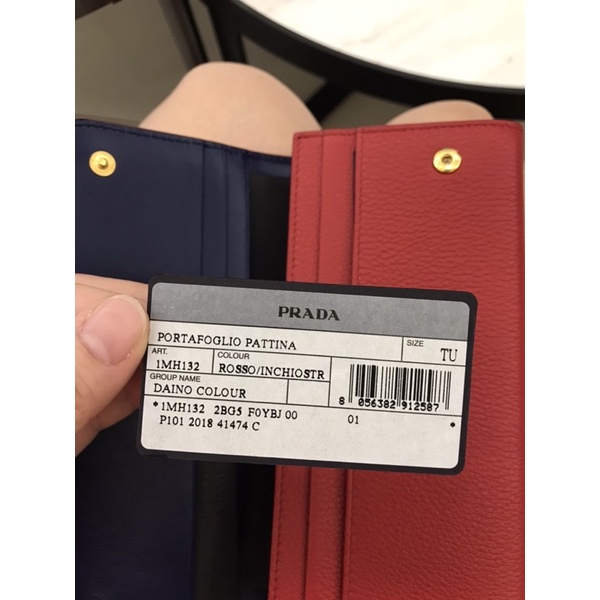 PRADA
PORTAFOGLIO PATTINA
SIZE
TU
ART.
1MH132
COLOUR
ROSSO/INCHIOSTR
GROUP NAME
DAINO COLOUR
8 056382 912587
*1MH132 2BG5 F0YBJ 00 01 *
P101 2018 41474 C